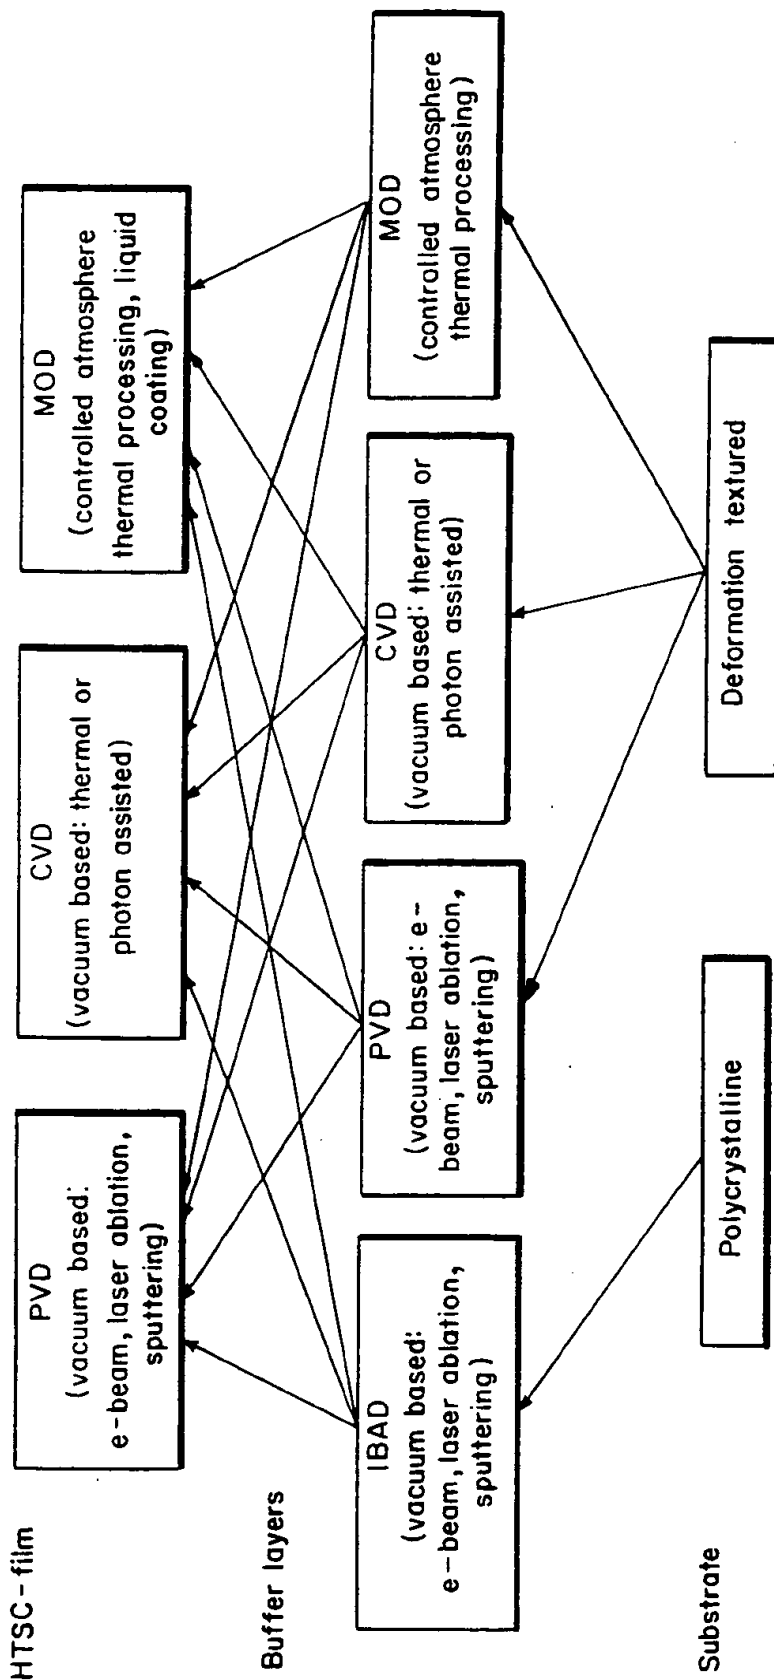 HTSC-film
PVD
(vacuum based:
e-beam, laser ablation,
sputtering)
CVD
(vacuum based: thermal or
photon assisted)
MOD
(controlled atmosphere
thermal processing, liquid
coating)
Buffer layers
IBAD
(vacuum based:
e-beam, laser ablation,
sputtering)
PVD
(vacuum based: e-
beam, laser ablation,
sputtering)
CVD
(vacuum based: thermal or
photon assisted)
MOD
(controlled atmosphere
thermal processing)
Substrate
Polycrystalline
Deformation textured